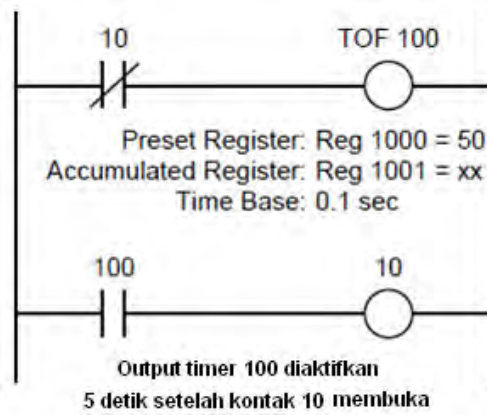 10 TOF 100
Preset Register: Reg 1000 = 50
Accumulated Register: Reg 1001 = xx
Time Base: 0.1 sec
100 10
Output timer 100 diaktifkan
5 detik setelah kontak 10 membuka